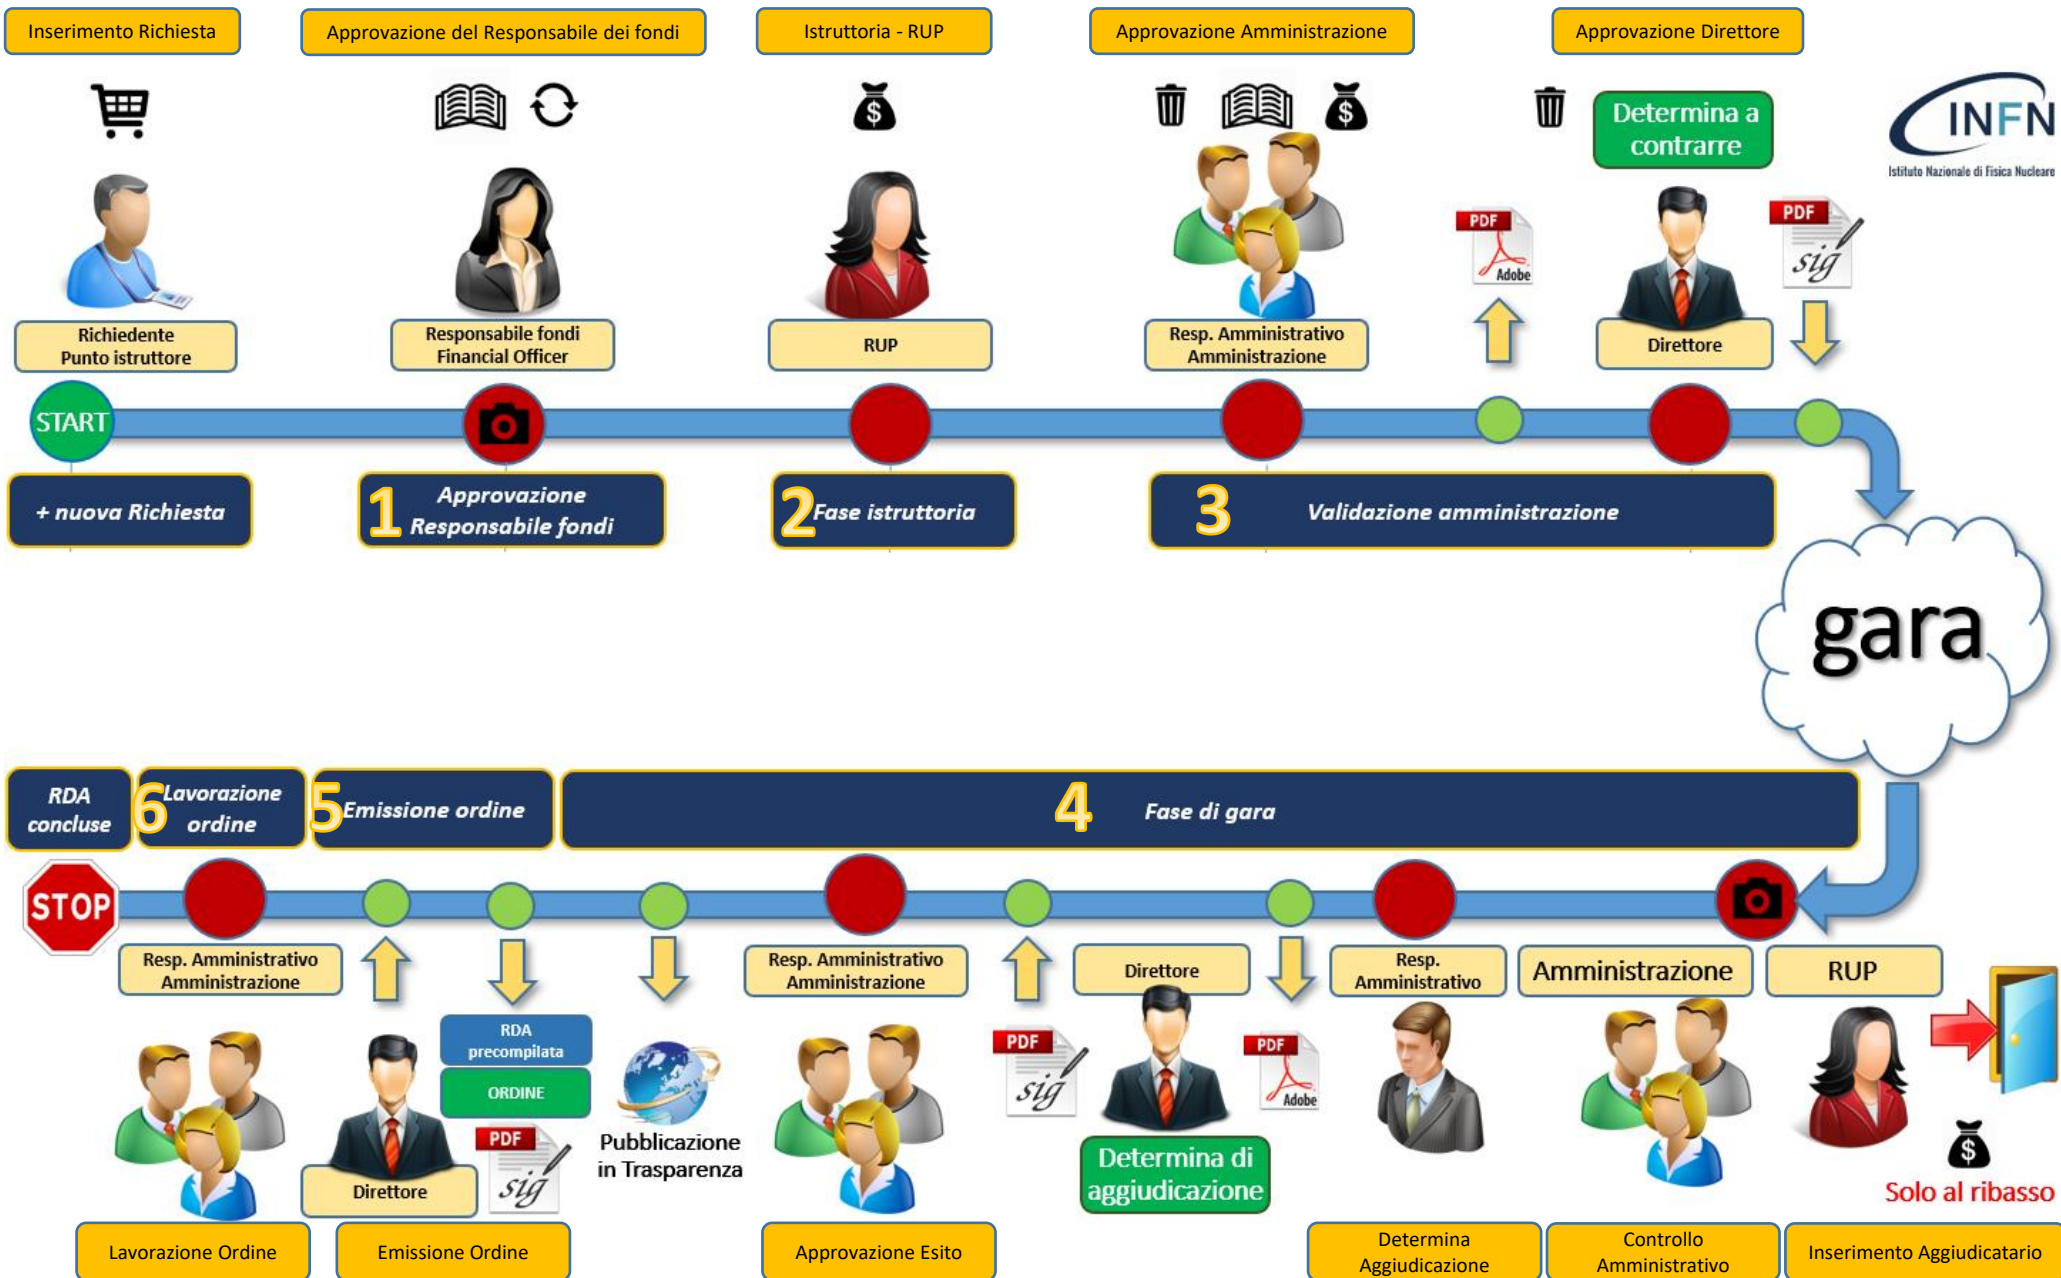 Inserimento Richiesta
Approvazione del Responsabile dei fondi
Istruttoria - RUP
Approvazione Amministrazione
Approvazione Direttore
Determina a
contrarre
INFN
Istituto Nazionale di Fisica Nucleare
PDF
Adobe
PDF
sig
Richiedente
Punto istruttore
Responsabile fondi
Financial Officer
RUP
Resp. Amministrativo
Amministrazione
Direttore
START
+ nuova Richiesta
1
Approvazione
Responsabile fondi
2
Fase istruttoria
3
Validazione amministrazione
gara
RDA
concluse
6
Lavorazione
ordine
5
Emissione ordine
4
Fase di gara
STOP
Resp. Amministrativo
Amministrazione
Resp. Amministrativo
Amministrazione
Direttore
Resp.
Amministrativo
Amministrazione
RUP
RDA
precompilata
ORDINE
PDF
sig
Direttore
Pubblicazione
in Trasparenza
PDF
sig
PDF
Adobe
Determina di
aggiudicazione
Solo al ribasso
Lavorazione Ordine
Emissione Ordine
Approvazione Esito
Determina
Aggiudicazione
Controllo
Amministrativo
Inserimento Aggiudicatario